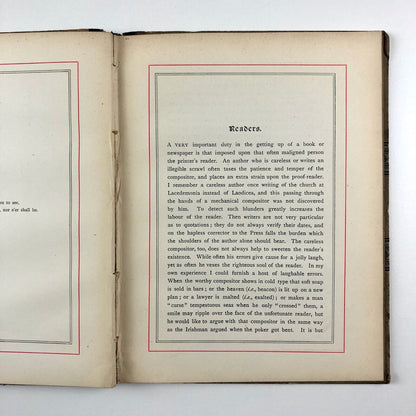 n to see,
, nor e'er shall be.
Readers.
A VERY important duty in the getting up of a book or
newspaper is that imposed upon that often maligned person
the printer's reader. An author who is careless or writes an
illegible scrawl often taxes the patience and temper of the
compositor, and places an extra strain upon the proof-reader.
I remember a careless author once writing of the church at
Lacedemonia instead of Laodicea, and this passing through
the hands of a mechanical compositor was not discovered
by him. To detect such blunders greatly increases the
labour of the reader. Then writers are not very particular
as to quotations; they do not always verify their dates, and
on the hapless corrector to the Press falls the burden which
the shoulders of the author alone should bear. The careless
compositor, too, does not always help to sweeten the reader's
existence. While often his errors give cause for a jolly laugh,
yet as often he vexes the righteous soul of the reader. In my
own experience I could furnish a host of laughable errors.
When the worthy compositor shows in cold type that soft soap
is sold in bars; or the heaven (i.e., beacon) is lit up on a new
plan; or a lawyer is malted (i.e., exalted); or makes a man
"curse" tempestuous seas when he only "crossed" them, a
smile may ripple over the face of the unfortunate reader, but
he would like to argue with that compositor in the same way
as the Irishman argued when the poker got bent. It is but